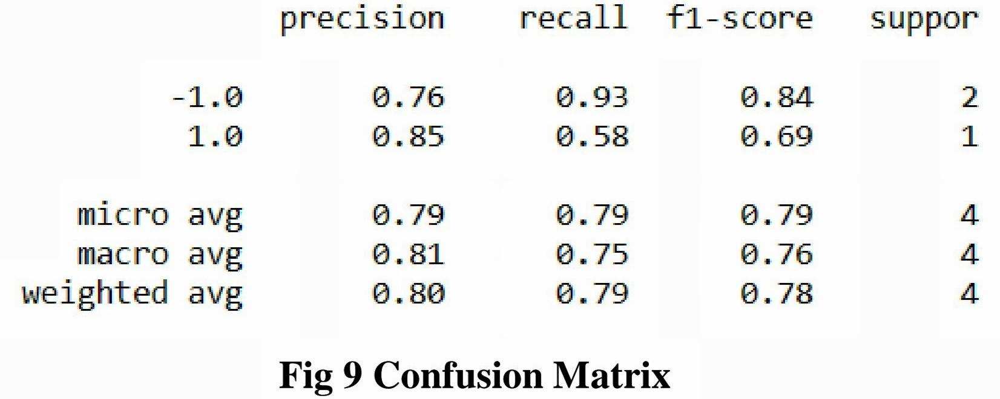 precision recall f1-score suppor
-1.0 0.76 0.93 0.84 2
1.0 0.85 0.58 0.69 1
micro avg 0.79 0.79 0.79 4
macro avg 0.81 0.75 0.76 4
weighted avg 0.80 0.79 0.78 4
Fig 9 Confusion Matrix